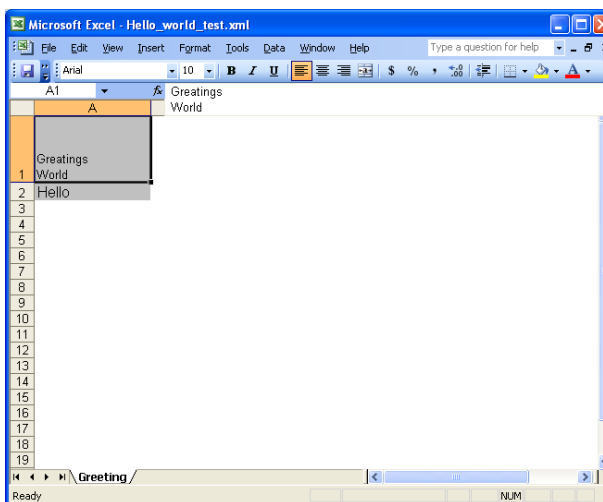 Microsoft Excel - Hello_world_test.xml
File Edit View Insert Format Tools Data Window Help Type a question for help
Arial 10 B I U $ % ,
A1 fx Greatings
World
A
Greatings
1 World
2 Hello
3
4
5
6
7
8
9
10
11
12
13
14
15
16
17
18
19
Greeting
Ready NUM